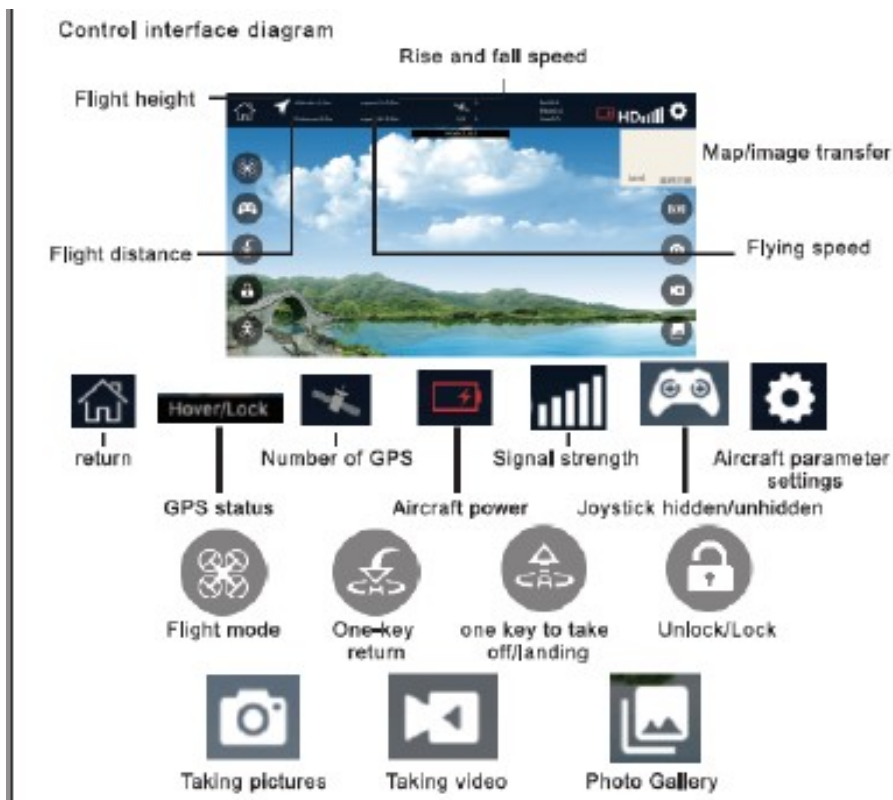 Control interface diagram
Rise and fall speed
Flight height
HD
Map/image transfer
Flight distance
Flying speed
Hover/Lock
return
Number of GPS
Signal strength
Aircraft parameter
settings
GPS status
Aircraft power
Joystick hidden/unhidden
Flight mode
One-key
return
one key to take
off/landing
Unlock/Lock
Taking pictures
Taking video
Photo Gallery